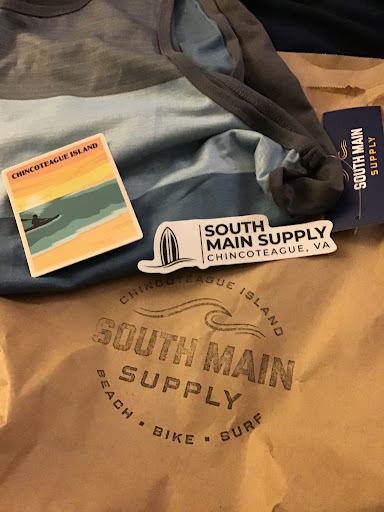 CHINCOTEAGUE ISLAND
SOUTH MAIN
SUPPLY
SOUTH
MAIN SUPPLY
CHINCOTEAGUE, VA
CHINCOTEAGUE ISLAND
SOUTH MAIN
SUPPLY
BEACH • BIKE • SURF